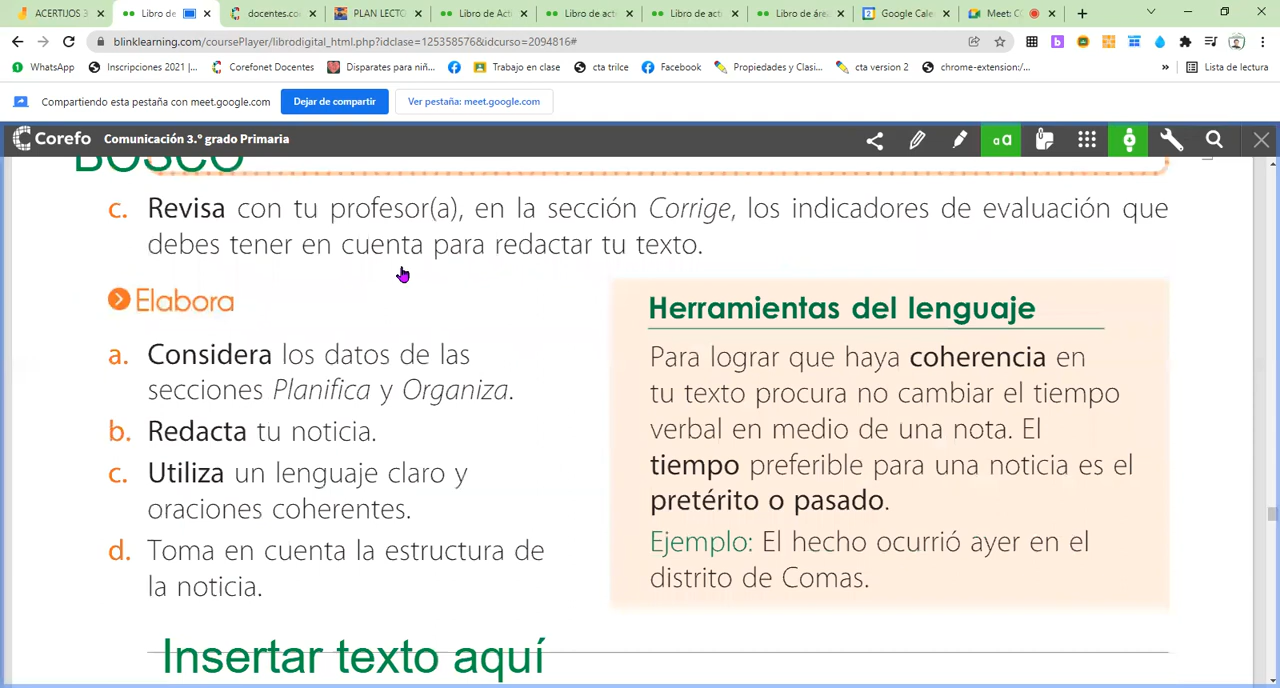 ACERTIJOS 3
Libro de
docentes.co
PLAN LECTO
Libro de Acti
Libro de acti
Libro de acti
Libro de área
Google Cale
Meet: CO
blinklearning.com/coursePlayer/librodigital_html.php?idclase=125358576&idcurso=2094816#
WhatsApp Inscripciones 2021 |... Corefonet Docentes Disparates para niñ... Trabajo en clase cta trilce Facebook Propiedades y Clasi... cta version 2 chrome-extension:/... » Lista de lectura
Compartiendo esta pestaña con meet.google.com Dejar de compartir Ver pestaña: meet.google.com
Corefo Comunicación 3.º grado Primaria
BOSCO
c. Revisa con tu profesor(a), en la sección Corrige, los indicadores de evaluación que
debes tener en cuenta para redactar tu texto.
Elabora
a. Considera los datos de las
secciones Planifica y Organiza.
b. Redacta tu noticia.
c. Utiliza un lenguaje claro y
oraciones coherentes.
d. Toma en cuenta la estructura de
la noticia.
Herramientas del lenguaje
Para lograr que haya coherencia en
tu texto procura no cambiar el tiempo
verbal en medio de una nota. El
tiempo preferible para una noticia es el
pretérito o pasado.
Ejemplo: El hecho ocurrió ayer en el
distrito de Comas.
Insertar texto aquí